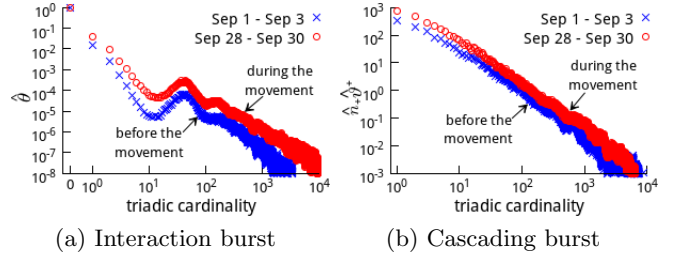 10^0
10^-1
10^-2
10^-3
10^-4
10^-5
10^-6
10^-7
10^-8
θ̂
Sep 1 - Sep 3
Sep 28 - Sep 30
during the
movement
before the
movement
0 10^0 10^1 10^2 10^3 10^4
triadic cardinality
(a) Interaction burst
10^3
10^2
10^1
10^0
10^-1
10^-2
10^-3
n̂₊ϑ̂⁺
Sep 1 - Sep 3
Sep 28 - Sep 30
during the
movement
before the
movement
10^0 10^1 10^2 10^3 10^4
triadic cardinality
(b) Cascading burst